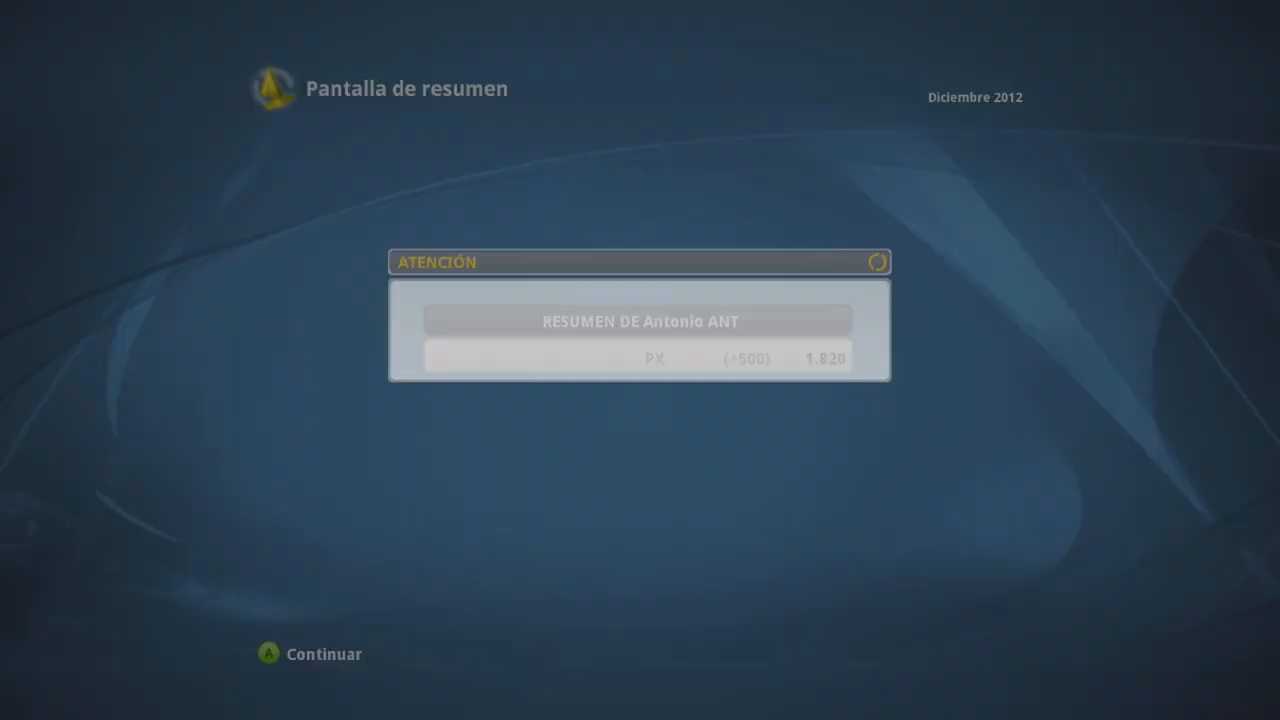 Pantalla de resumen
Diciembre 2012
ATENCIÓN
RESUMEN DE Antonio ANT
PX (+500) 1.820
A Continuar